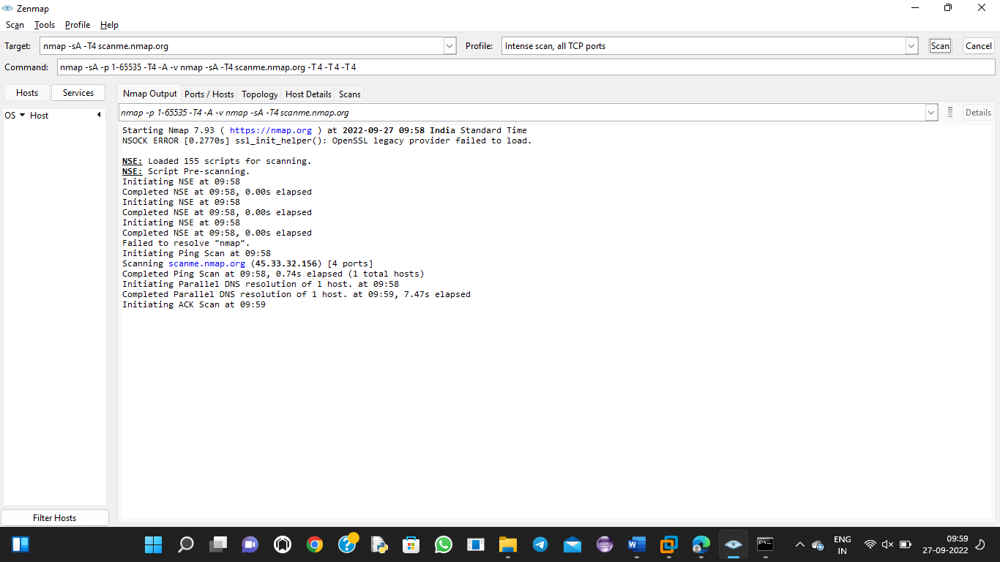 Zenmap
Scan Tools Profile Help
Target: nmap -sA -T4 scanme.nmap.org Profile: Intense scan, all TCP ports Scan Cancel
Command: nmap -sA -p 1-65535 -T4 -A -v nmap -sA -T4 scanme.nmap.org -T4 -T4 -T4
Hosts Services Nmap Output Ports / Hosts Topology Host Details Scans
OS Host nmap -p 1-65535 -T4 -A -v nmap -sA -T4 scanme.nmap.org Details
Starting Nmap 7.93 ( https://nmap.org ) at 2022-09-27 09:58 India Standard Time
NSOCK ERROR [0.2770s] ssl_init_helper(): OpenSSL legacy provider failed to load.
NSE: Loaded 155 scripts for scanning.
NSE: Script Pre-scanning.
Initiating NSE at 09:58
Completed NSE at 09:58, 0.00s elapsed
Initiating NSE at 09:58
Completed NSE at 09:58, 0.00s elapsed
Initiating NSE at 09:58
Completed NSE at 09:58, 0.00s elapsed
Failed to resolve "nmap".
Initiating Ping Scan at 09:58
Scanning scanme.nmap.org (45.33.32.156) [4 ports]
Completed Ping Scan at 09:58, 0.74s elapsed (1 total hosts)
Initiating Parallel DNS resolution of 1 host. at 09:58
Completed Parallel DNS resolution of 1 host. at 09:59, 7.47s elapsed
Initiating ACK Scan at 09:59
Filter Hosts
ENG
IN
09:59
27-09-2022